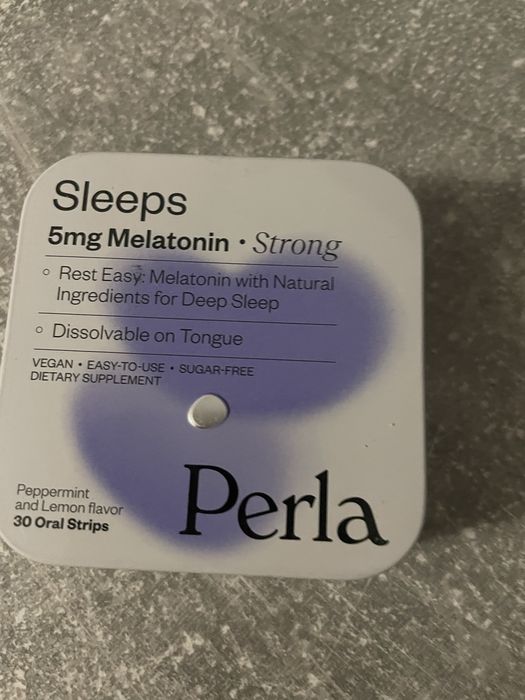 Sleeps
5mg Melatonin • Strong
Rest Easy: Melatonin with Natural
Ingredients for Deep Sleep
Dissolvable on Tongue
VEGAN • EASY-TO-USE • SUGAR-FREE
DIETARY SUPPLEMENT
Peppermint
and Lemon flavor
30 Oral Strips
Perla